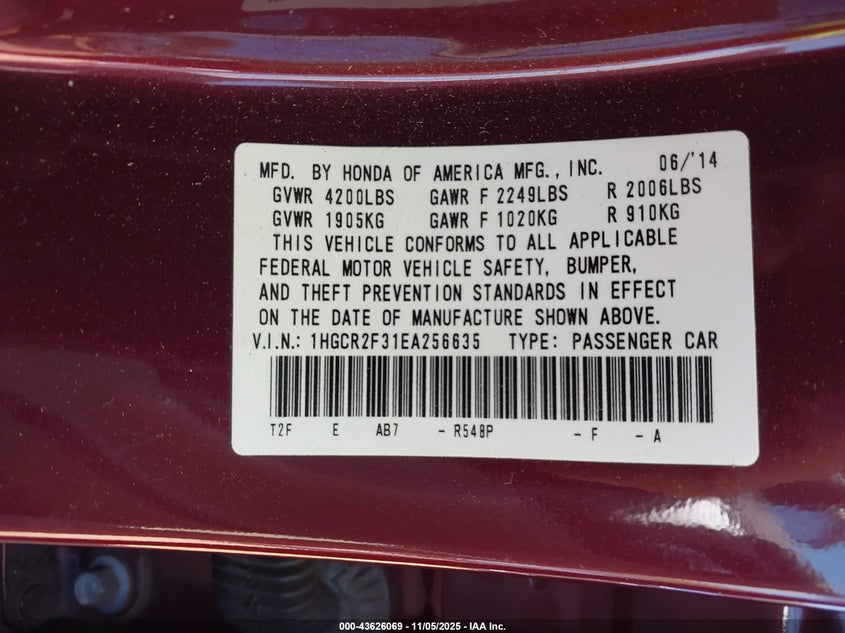 MFD. BY HONDA OF AMERICA MFG., INC. 06/'14
GVWR 4200LBS GAWR F 2249LBS R 2006LBS
GVWR 1905KG GAWR F 1020KG R 910KG
THIS VEHICLE CONFORMS TO ALL APPLICABLE
FEDERAL MOTOR VEHICLE SAFETY, BUMPER,
AND THEFT PREVENTION STANDARDS IN EFFECT
ON THE DATE OF MANUFACTURE SHOWN ABOVE.
V.I.N.: 1HGCR2F31EA256635 TYPE: PASSENGER CAR
T2F E AB7 - R548P - F - A
000-43626069 - 11/05/2025 - IAA Inc.